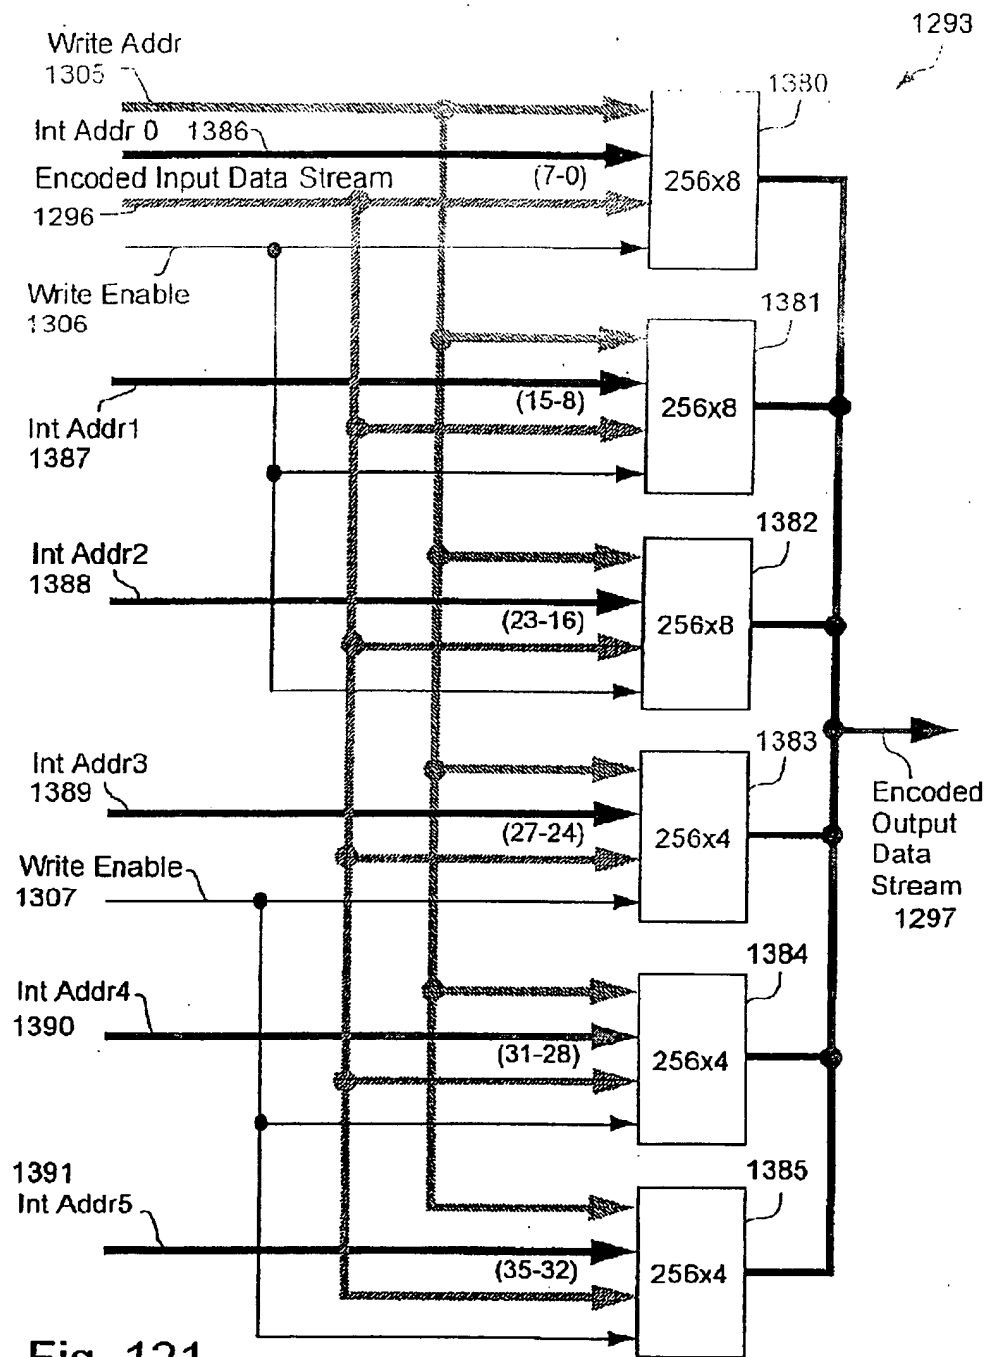 1293
Write Addr
1305
1380
Int Addr 0 1386
(7-0)
256x8
Encoded Input Data Stream
1296
Write Enable
1306
1381
(15-8)
256x8
Int Addr1
1387
1382
Int Addr2
1388
(23-16)
256x8
1383
Int Addr3
1389
(27-24)
256x4
Encoded
Output
Data
Stream
1297
Write Enable
1307
1384
Int Addr4
1390
(31-28)
256x4
1385
1391
Int Addr5
(35-32)
256x4
Fig. 121